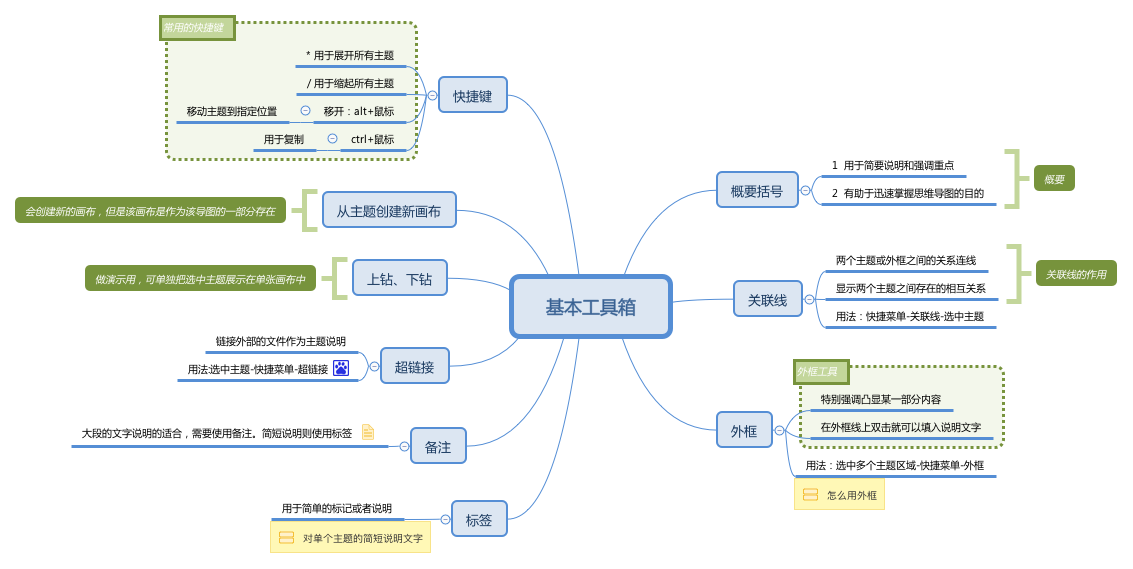 基本工具箱
常用的快捷键
快捷键
* 用于展开所有主题
/ 用于缩起所有主题
移开：alt+鼠标
移动主题到指定位置
ctrl+鼠标
用于复制
从主题创建新画布
会创建新的画布，但是该画布是作为该导图的一部分存在
上钻、下钻
做演示用，可单独把选中主题展示在单张画布中
超链接
链接外部的文件作为主题说明
用法:选中主题-快捷菜单-超链接
备注
大段的文字说明的适合，需要使用备注。简短说明则使用标签
标签
用于简单的标记或者说明
对单个主题的简短说明文字
概要括号
1 用于简要说明和强调重点
2 有助于迅速掌握思维导图的目的
概要
关联线
两个主题或外框之间的关系连线
显示两个主题之间存在的相互关系
用法：快捷菜单-关联线-选中主题
关联线的作用
外框
外框工具
特别强调凸显某一部分内容
在外框线上双击就可以填入说明文字
用法：选中多个主题区域-快捷菜单-外框
怎么用外框